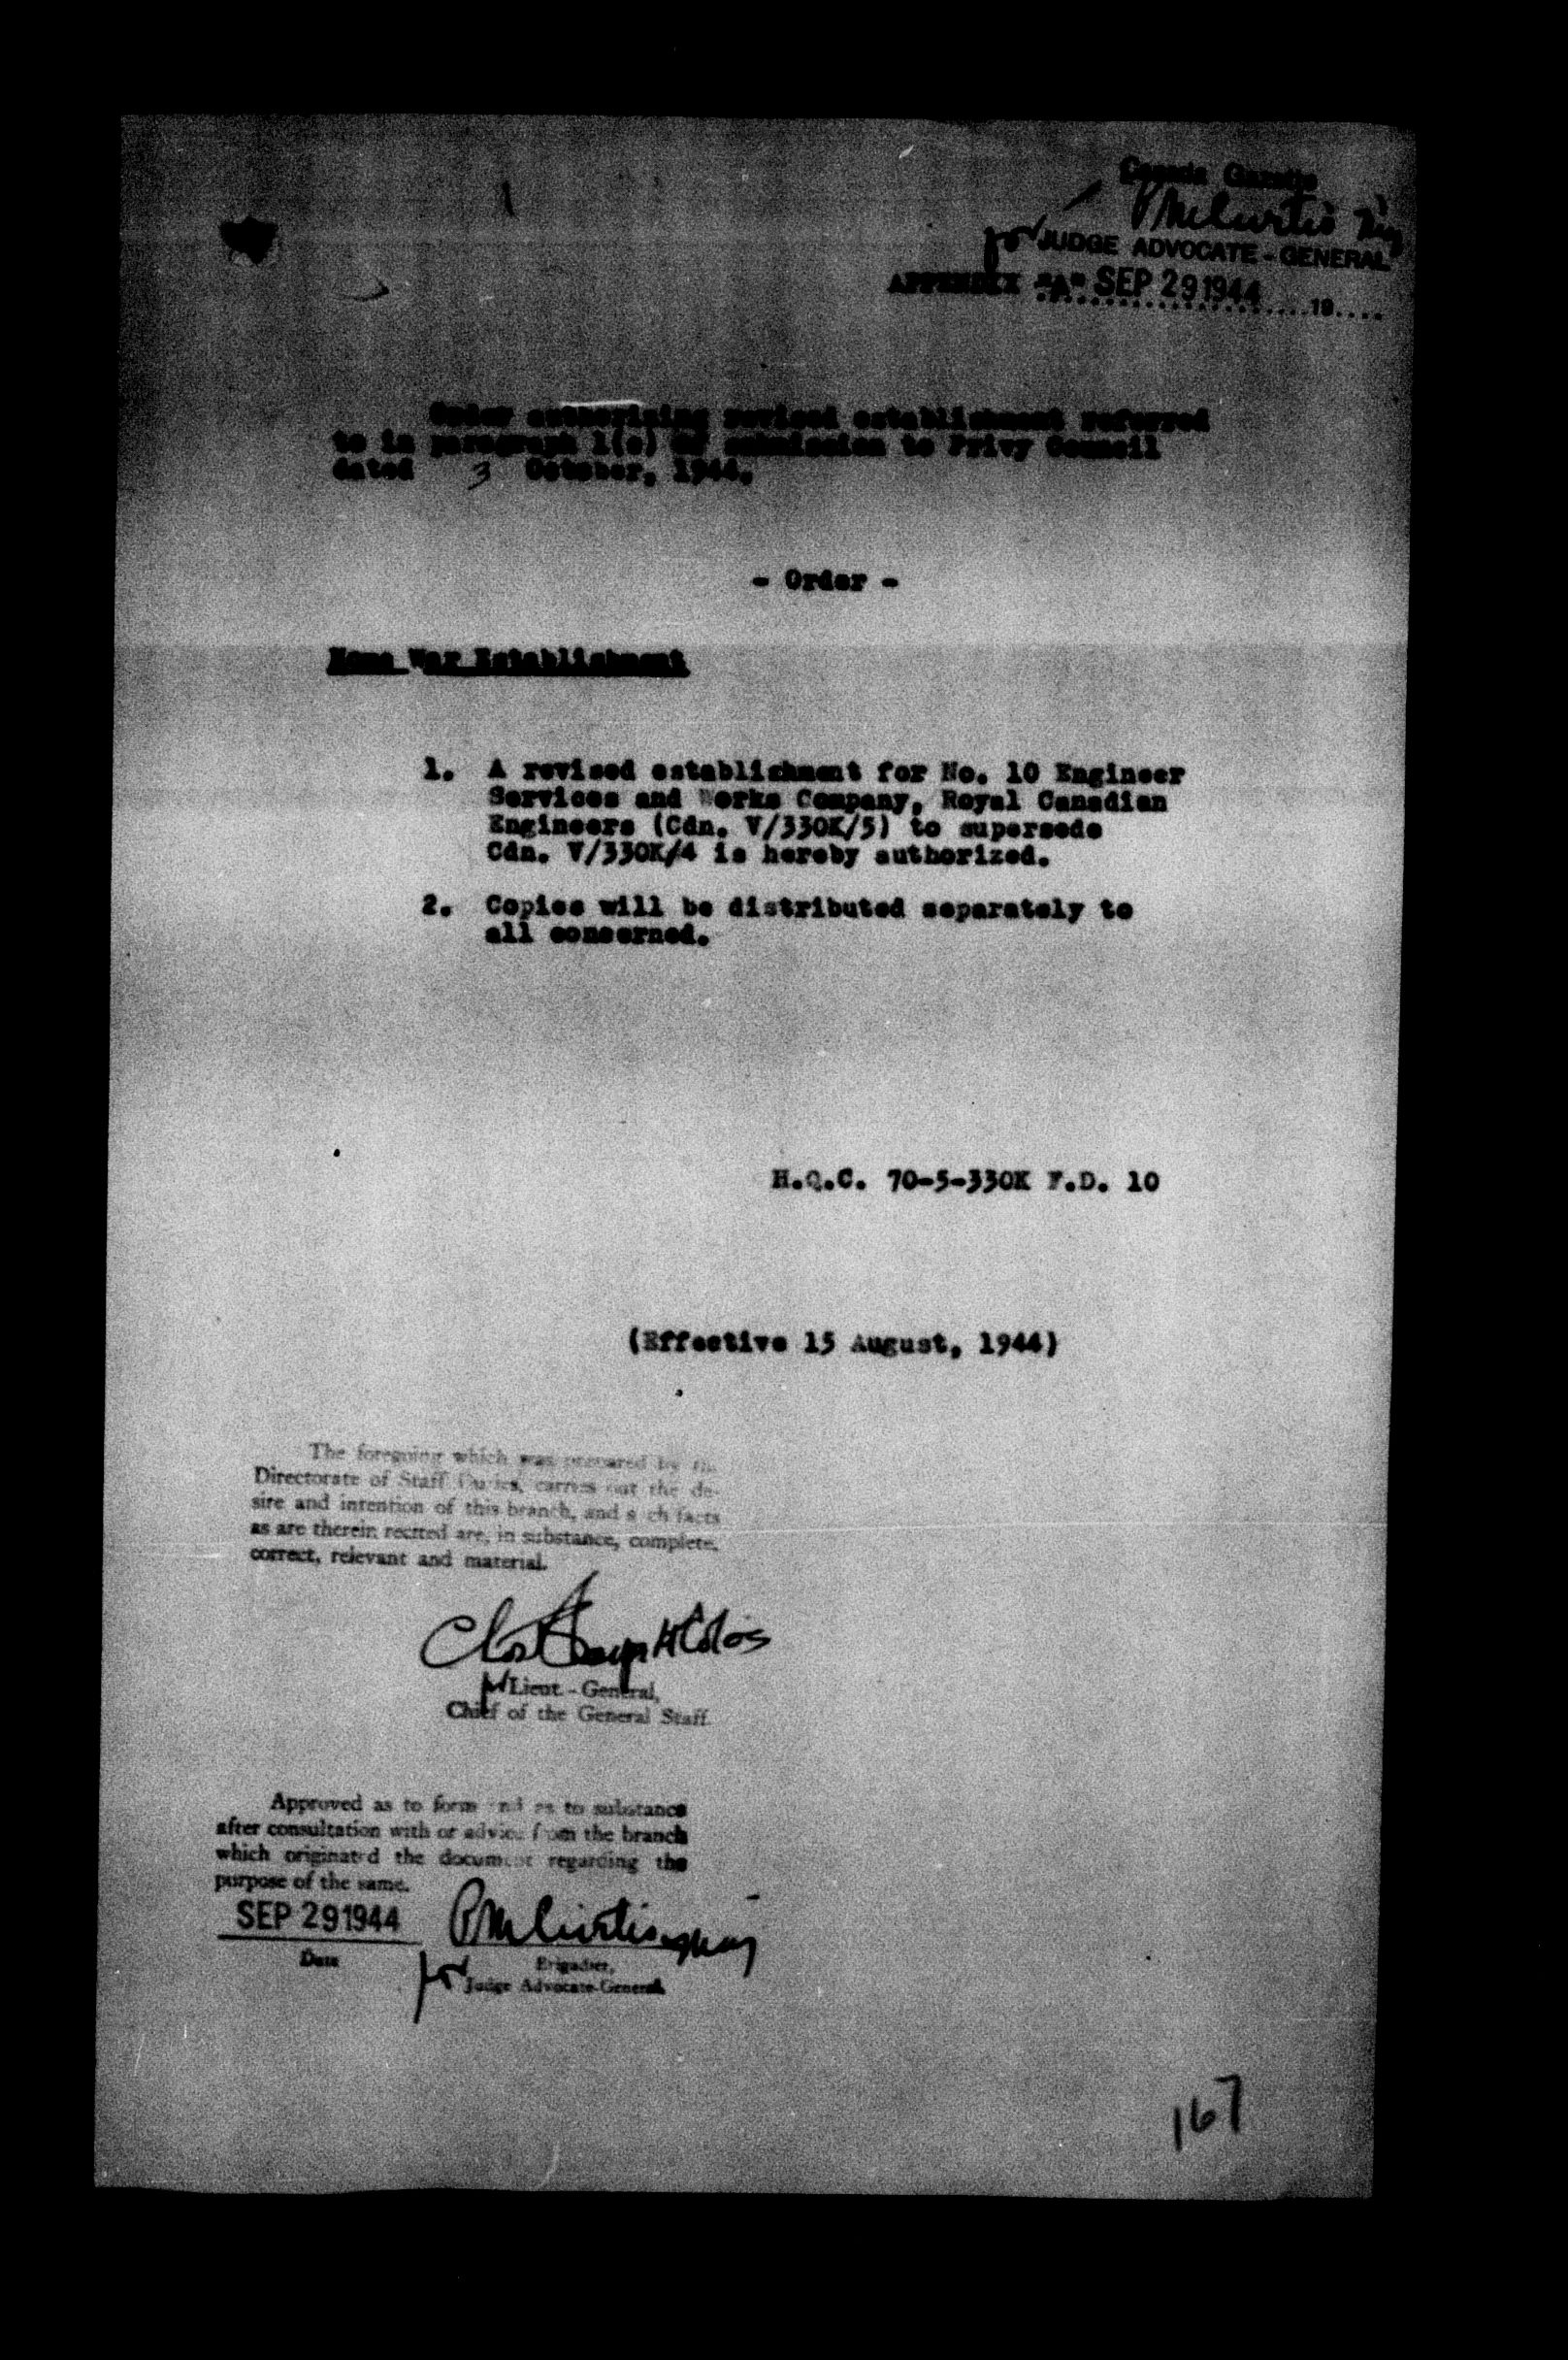 Canada Gazette
PMCurtis
for JUDGE ADVOCATE-GENERAL
APPENDIX "A" SEP 29 1944 19....
Order authorizing revised establishment referred
to in paragraph 1(c) of submission to Privy Council
dated 3 October, 1944.
- Order -
Home War Establishment
1. A revised establishment for No. 10 Engineer
Services and Works Company, Royal Canadian
Engineers (Cdn. V/330K/5) to supersede
Cdn. V/330K/4 is hereby authorized.
2. Copies will be distributed separately to
all concerned.
H.Q.C. 70-5-330K F.D. 10
(Effective 15 August, 1944)
The foregoing which was prepared by the
Directorate of Staff Duties, carries out the de-
sire and intention of this branch, and such facts
as are therein recited are, in substance, complete,
correct, relevant and material.
for Lieut.-General,
Chief of the General Staff.
Approved as to form and as to substance
after consultation with or advice from the branch
which originated the document regarding the
purpose of the same.
SEP 29 1944 PMCurtis
Date Brigadier,
for Judge Advocate-General
167